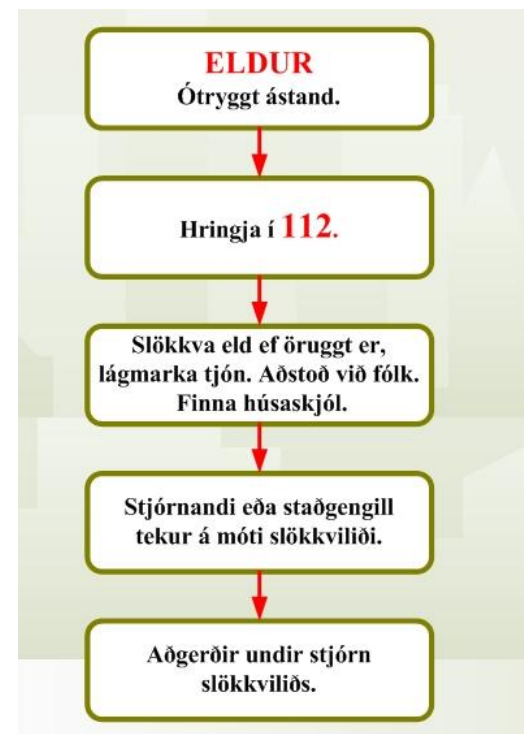 ELDUR
Ótryggt ástand.
Hringja í 112.
Slökkva eld ef öruggt er,
lágmarka tjón. Aðstoð við fólk.
Finna húsaskjól.
Stjórnandi eða staðgengill
tekur á móti slökkviliði.
Aðgerðir undir stjórn
slökkviliðs.